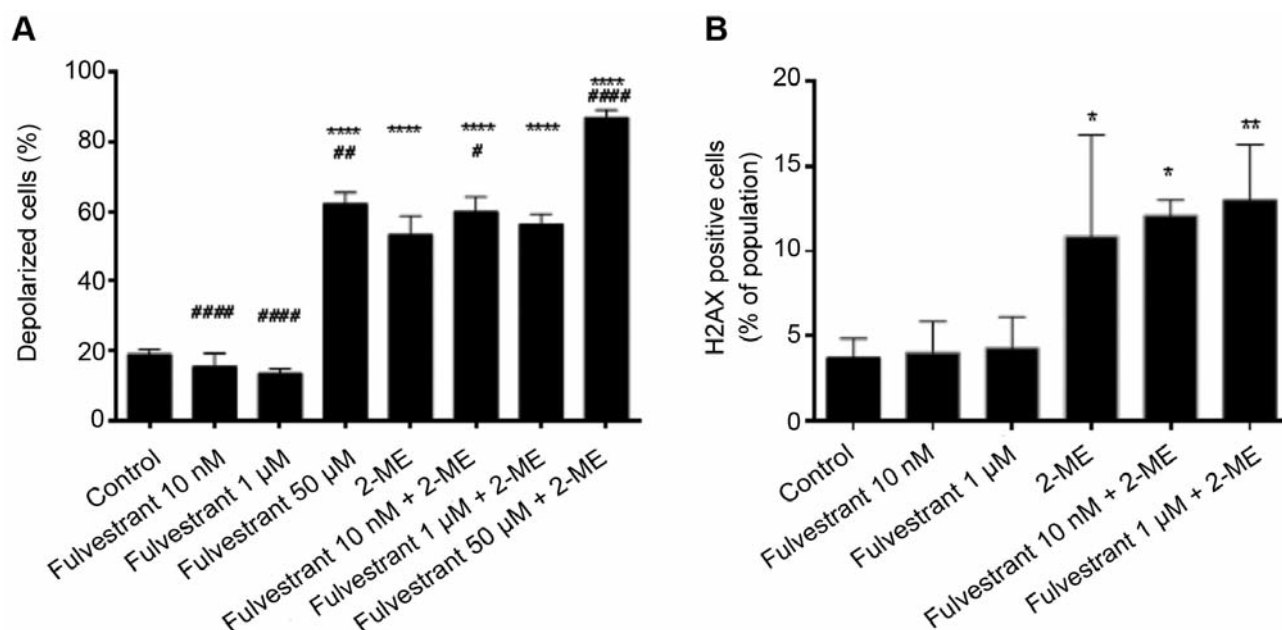 A
B
Depolarized cells (%)
100
80
60
40
20
0
####
####
****
##
****
****
#
****
****
####
Control
Fulvestrant 10 nM
Fulvestrant 1 µM
Fulvestrant 50 µM
2-ME
Fulvestrant 10 nM + 2-ME
Fulvestrant 1 µM + 2-ME
Fulvestrant 50 µM + 2-ME
H2AX positive cells
(% of population)
20
15
10
5
0
*
*
**
Control
Fulvestrant 10 nM
Fulvestrant 1 µM
2-ME
Fulvestrant 10 nM + 2-ME
Fulvestrant 1 µM + 2-ME